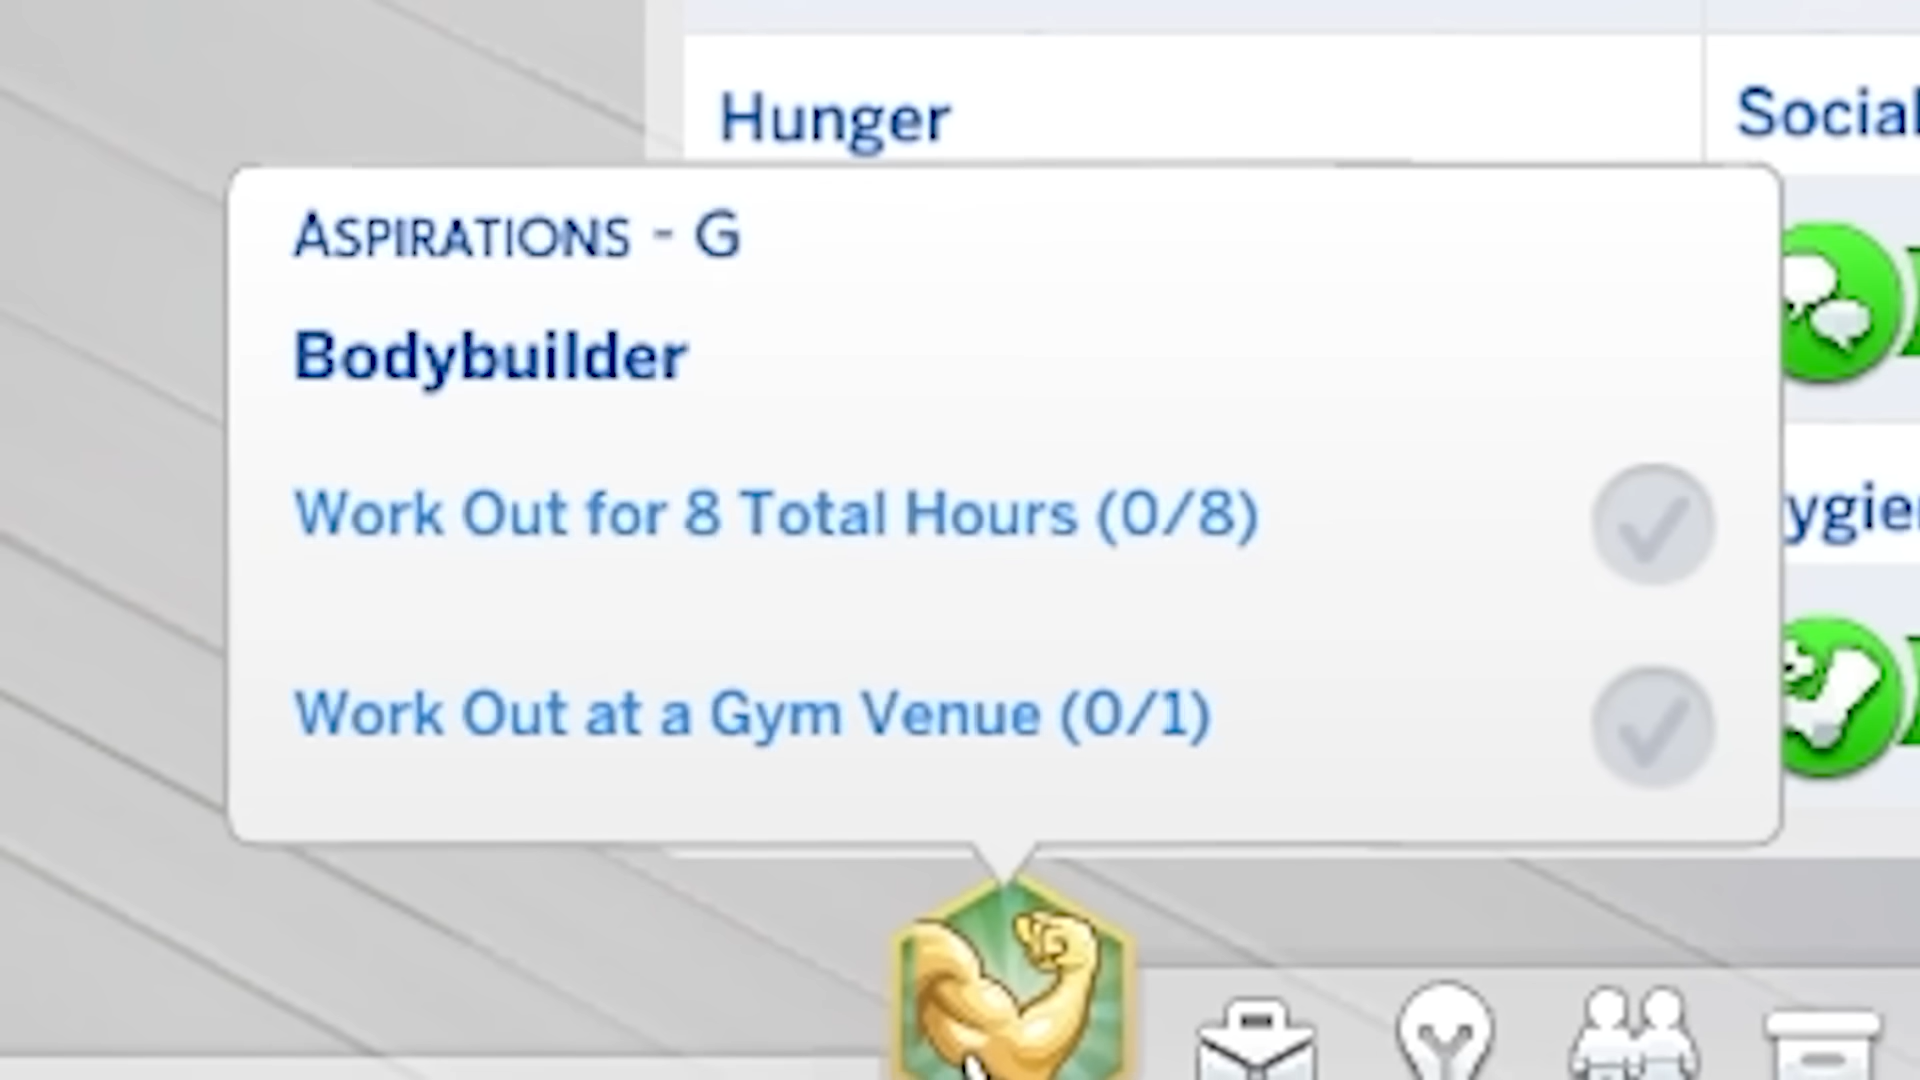 Hunger
Social
ASPIRATIONS - G
Bodybuilder
Work Out for 8 Total Hours (0/8)
ygie
Work Out at a Gym Venue (0/1)